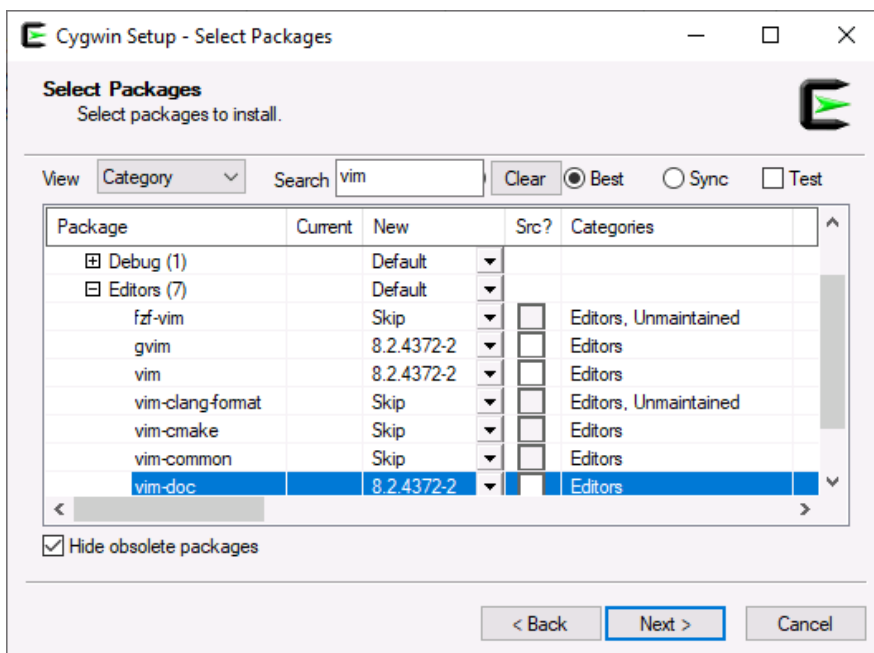 Cygwin Setup - Select Packages
Select Packages
Select packages to install.
View Category Search vim Clear Best Sync Test
Package Current New Src? Categories
Debug (1) Default
Editors (7) Default
fzf-vim Skip Editors, Unmaintained
gvim 8.2.4372-2 Editors
vim 8.2.4372-2 Editors
vim-clang-format Skip Editors, Unmaintained
vim-cmake Skip Editors
vim-common Skip Editors
vim-doc 8.2.4372-2 Editors
Hide obsolete packages
< Back Next > Cancel